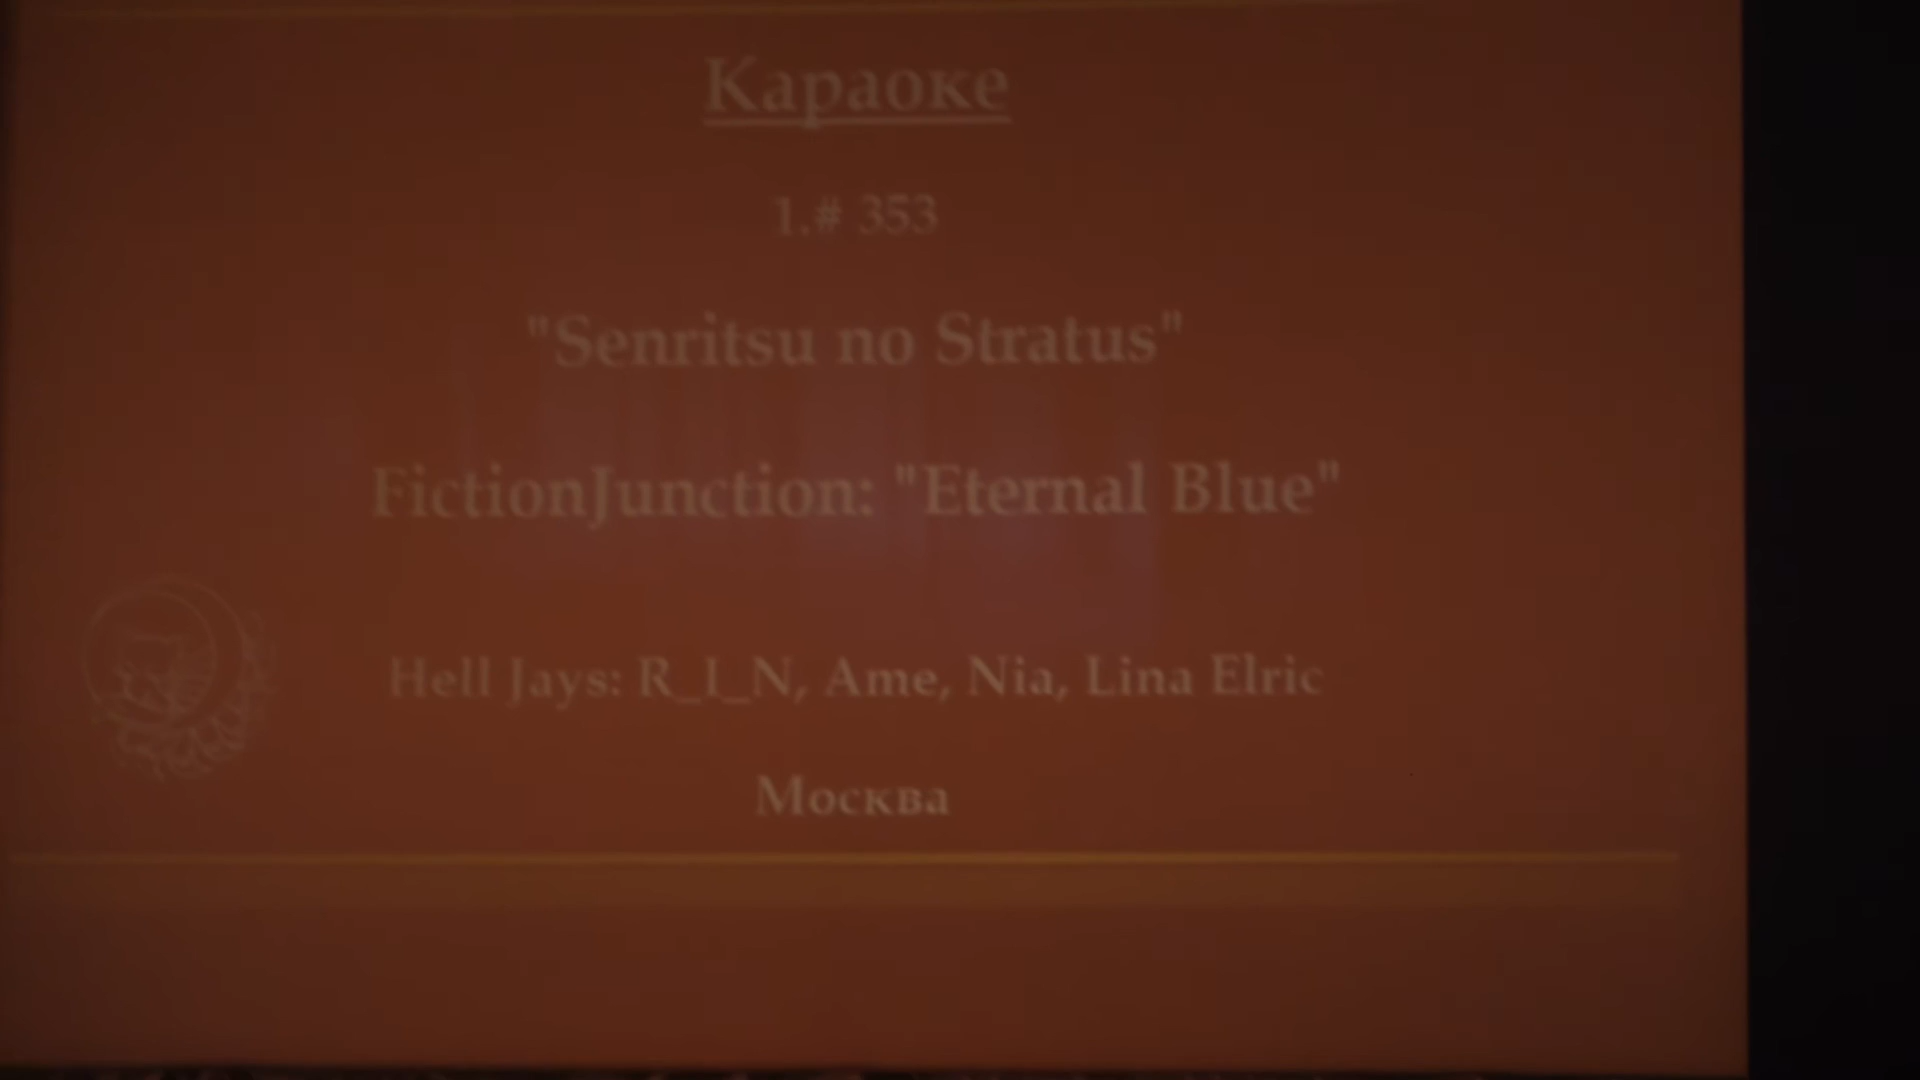 Караоке
1.# 353
"Senritsu no Stratus"
FictionJunction: "Eternal Blue"
Hell Jays: R_I_N, Ame, Nia, Lina Elric
Москва